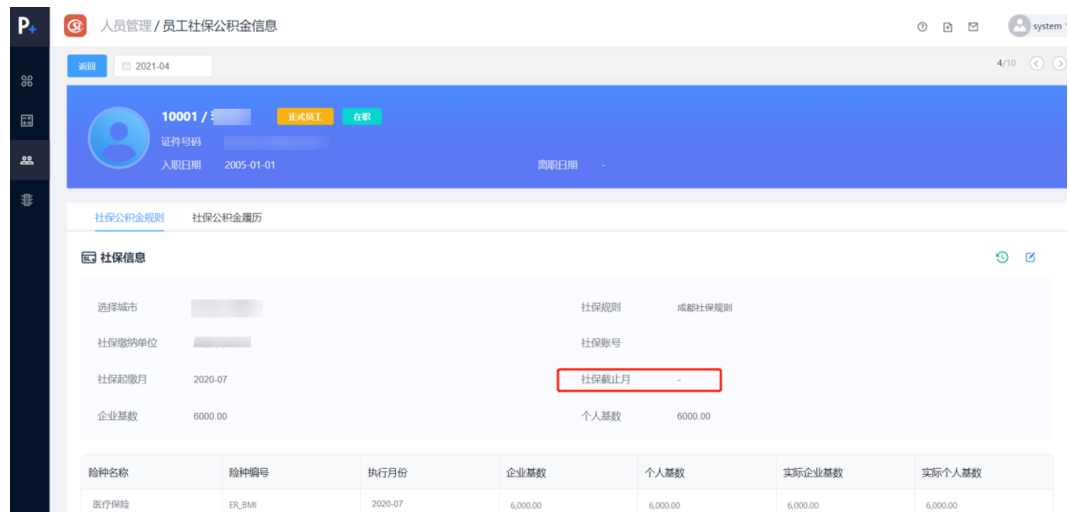 P+ 人员管理 / 员工社保公积金信息 system
返回 2021-04 4/10
10001 / 正式员工 在职
证件号码
入职日期 2005-01-01 离职日期 -
社保公积金规则 社保公积金履历
社保信息
选择城市 社保规则 成都社保规则
社保缴纳单位 社保账号
社保起缴月 2020-07 社保截止月 -
企业基数 6000.00 个人基数 6000.00
险种名称 险种编号 执行月份 企业基数 个人基数 实际企业基数 实际个人基数
医疗保险 ER_BMI 2020-07 6,000.00 6,000.00 6,000.00 6,000.00